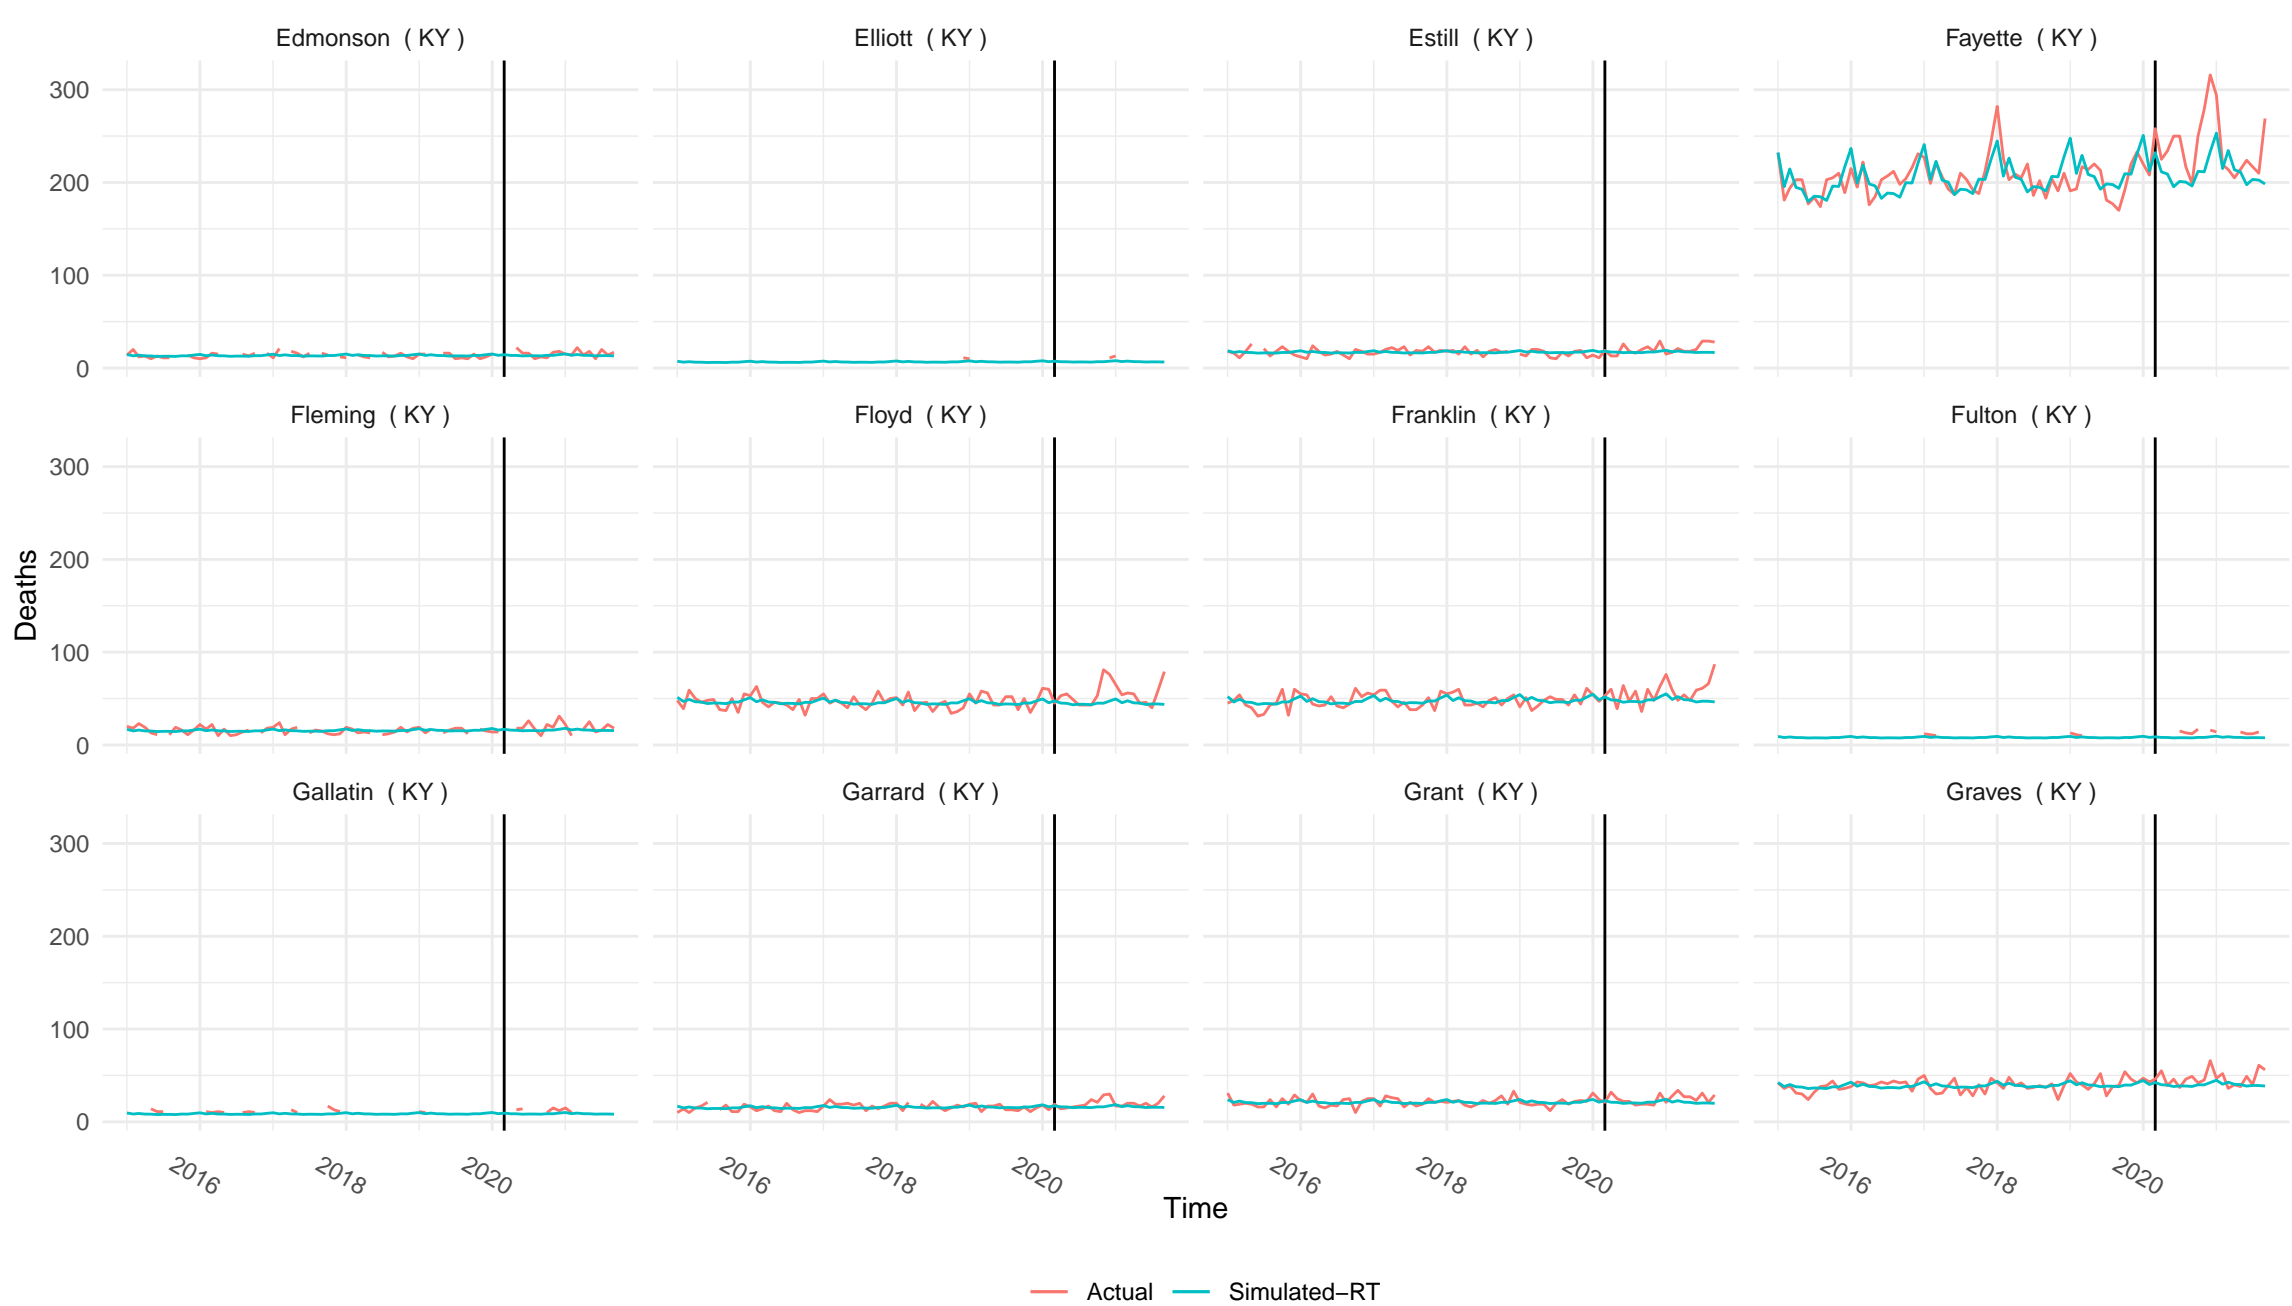 Edmonson ( KY )
Elliott ( KY )
Estill ( KY )
Fayette ( KY )
300
200
100
0
Fleming ( KY )
Floyd ( KY )
Franklin ( KY )
Fulton ( KY )
300
200
100
0
Deaths
Gallatin ( KY )
Garrard ( KY )
Grant ( KY )
Graves ( KY )
300
200
100
0
2016 2018 2020
2016 2018 2020
2016 2018 2020
2016 2018 2020
Time
Actual
Simulated−RT